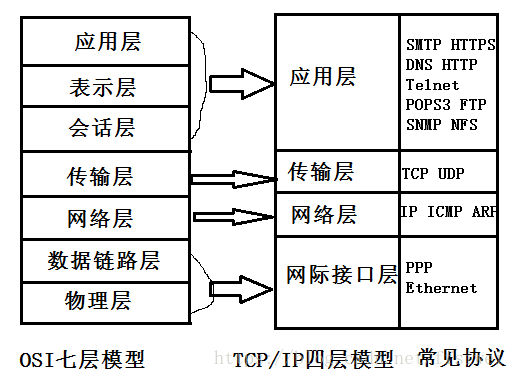 应用层
表示层
会话层
传输层
网络层
数据链路层
物理层
OSI七层模型
应用层
传输层
网络层
网际接口层
TCP/IP四层模型
SMTP HTTPS
DNS HTTP
Telnet
POPS3 FTP
SNMP NFS
TCP UDP
IP ICMP ARP
PPP
Ethernet
常见协议